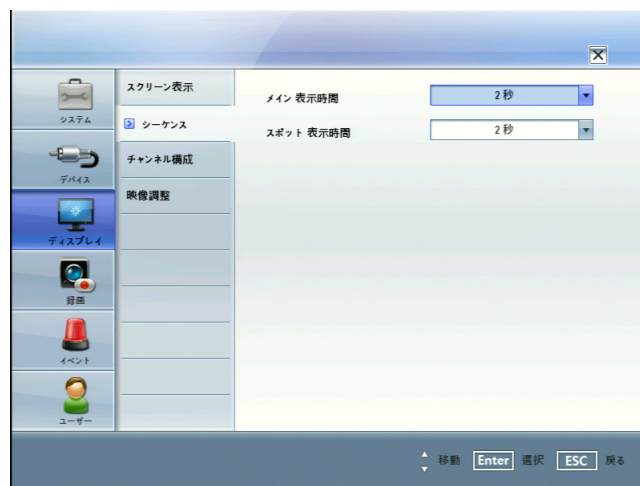 システム
デバイス
ディスプレイ
録画
イベント
ユーザー
スクリーン表示
シーケンス
チャンネル構成
映像調整
メイン 表示時間
2 秒
スポット 表示時間
2 秒
移動 Enter 選択 ESC 戻る